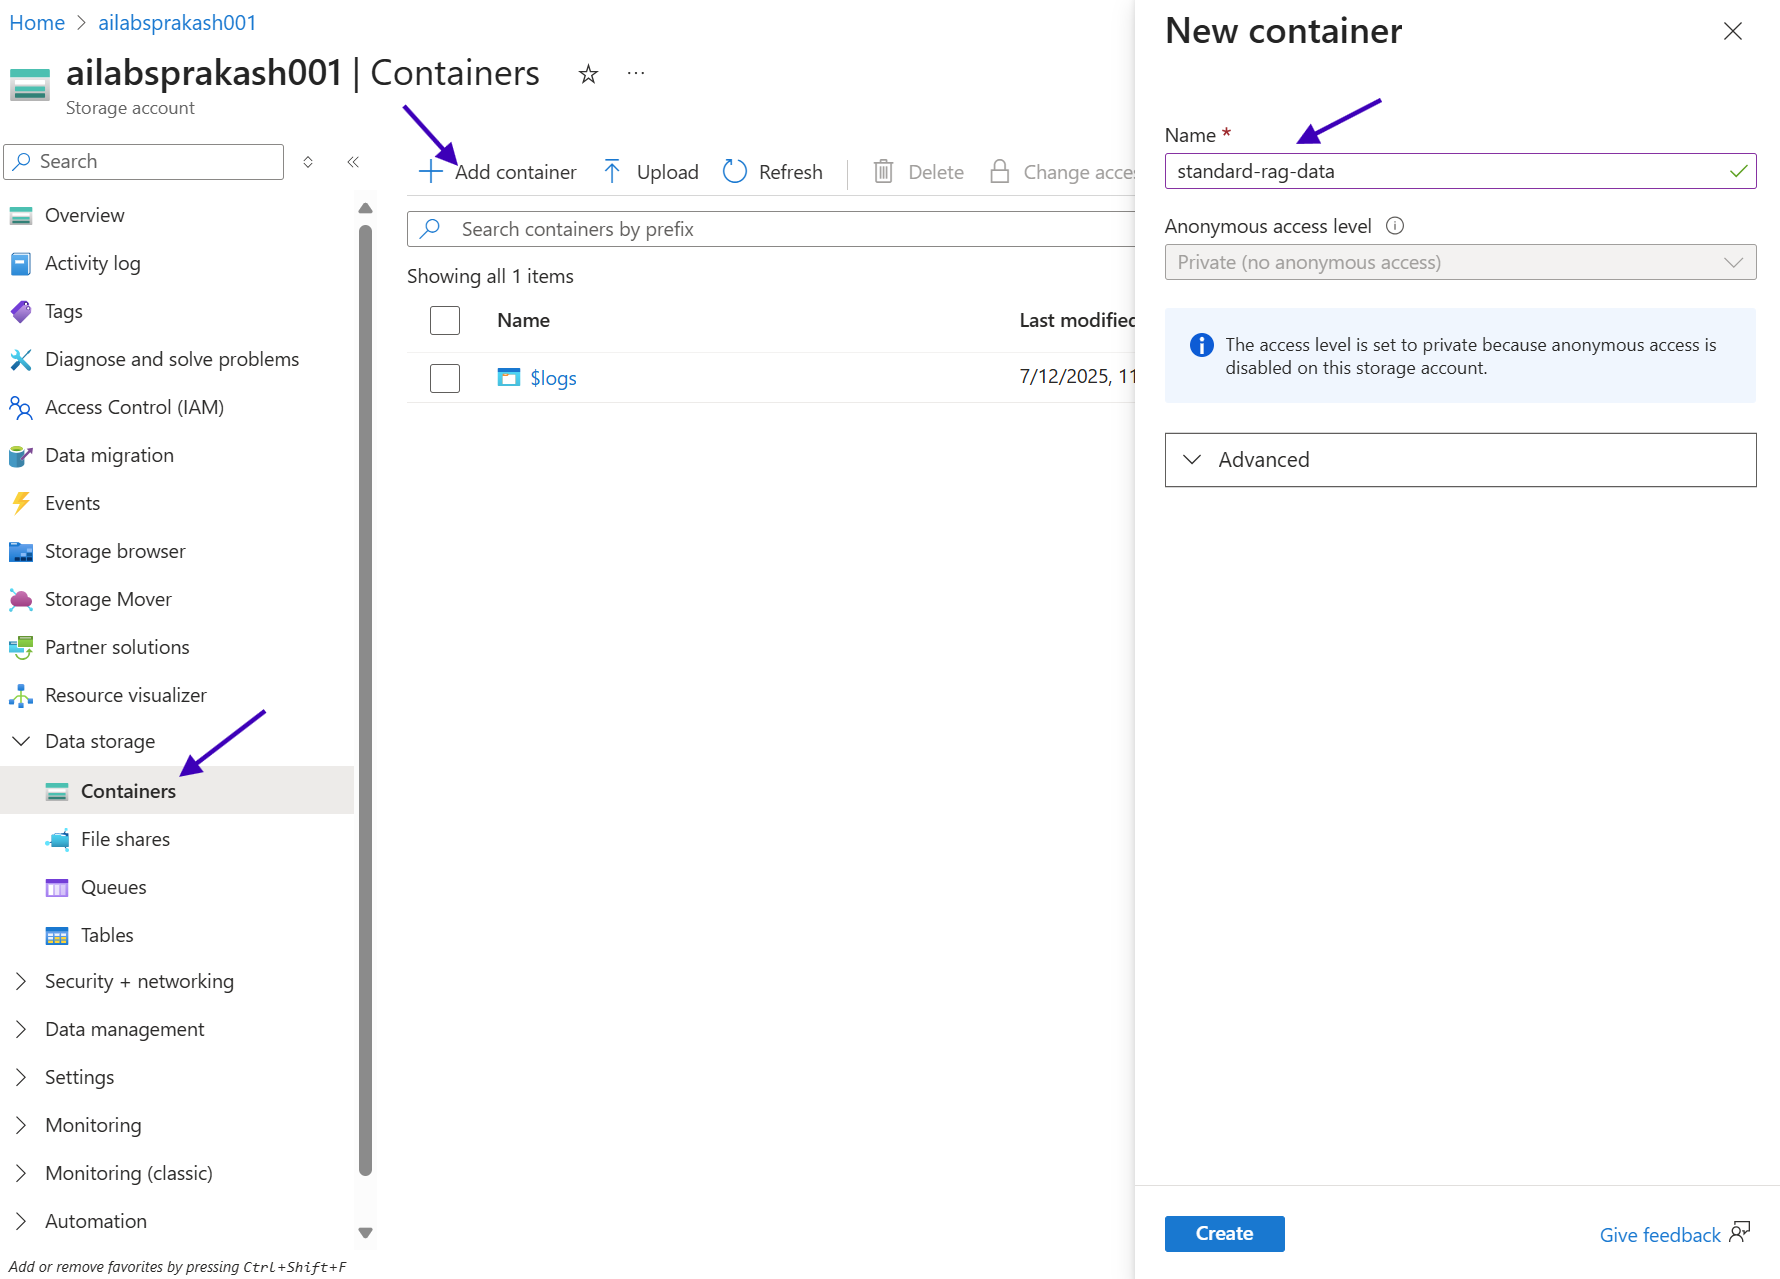 Home > ailabsprakash001
ailabsprakash001 | Containers ☆ ...
Storage account
Search
Overview
Activity log
Tags
Diagnose and solve problems
Access Control (IAM)
Data migration
Events
Storage browser
Storage Mover
Partner solutions
Resource visualizer
Data storage
Containers
File shares
Queues
Tables
Security + networking
Data management
Settings
Monitoring
Monitoring (classic)
Automation
Add or remove favorites by pressing Ctrl+Shift+F
Add container Upload Refresh Delete Change acces
Search containers by prefix
Showing all 1 items
Name Last modified
$logs 7/12/2025, 11
New container
Name *
standard-rag-data
Anonymous access level
Private (no anonymous access)
The access level is set to private because anonymous access is
disabled on this storage account.
Advanced
Create Give feedback